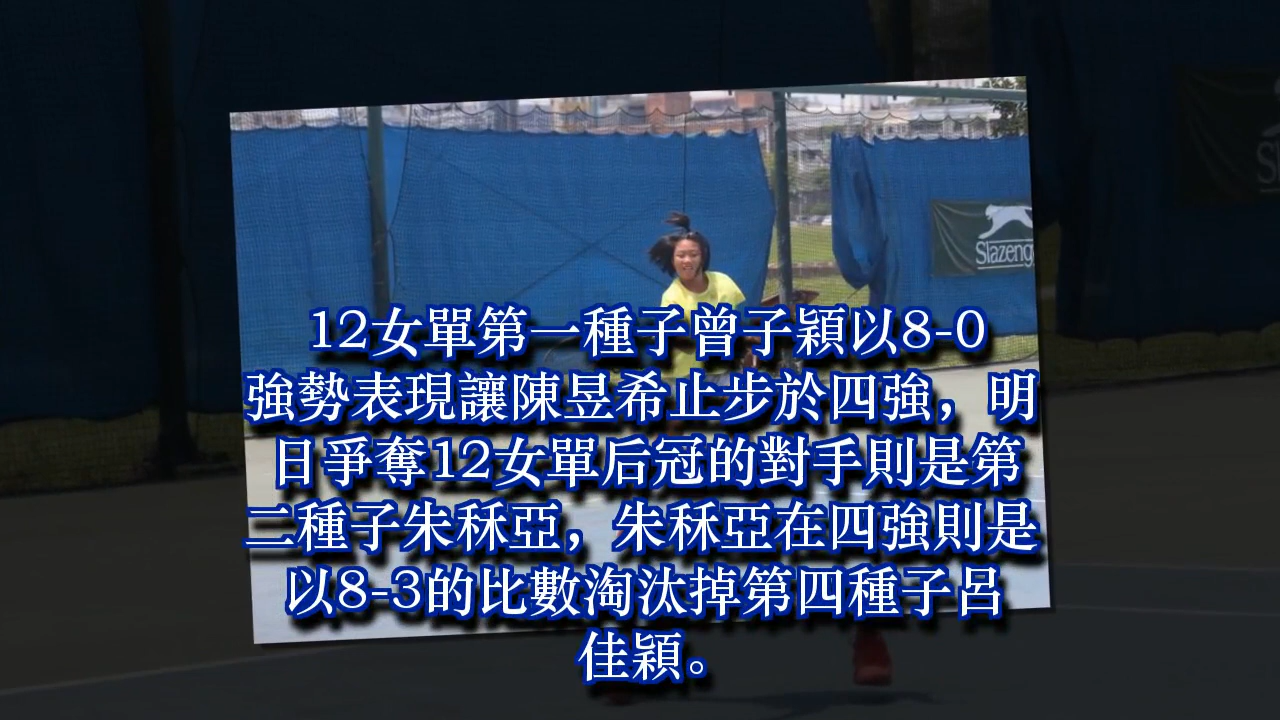 Slazeng
12女單第一種子曾子穎以8-0
強勢表現讓陳昱希止步於四強，明
日爭奪12女單后冠的對手則是第
二種子朱秝亞，朱秝亞在四強則是
以8-3的比數淘汰掉第四種子呂
佳穎。